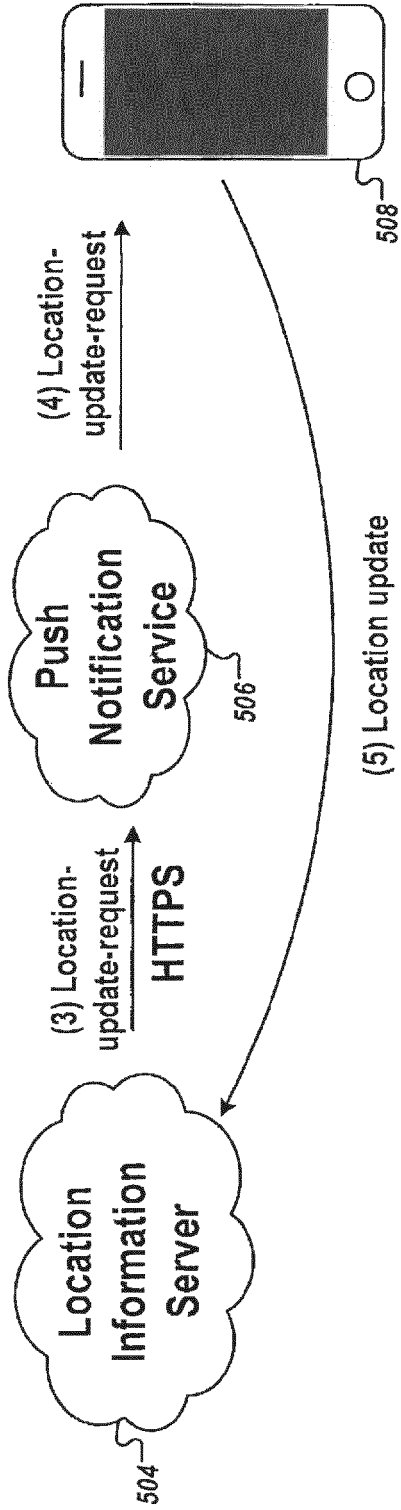 Location
Information
Server
504
(3) Location-
update-request
HTTPS
Push
Notification
Service
506
(4) Location-
update-request
508
(5) Location update